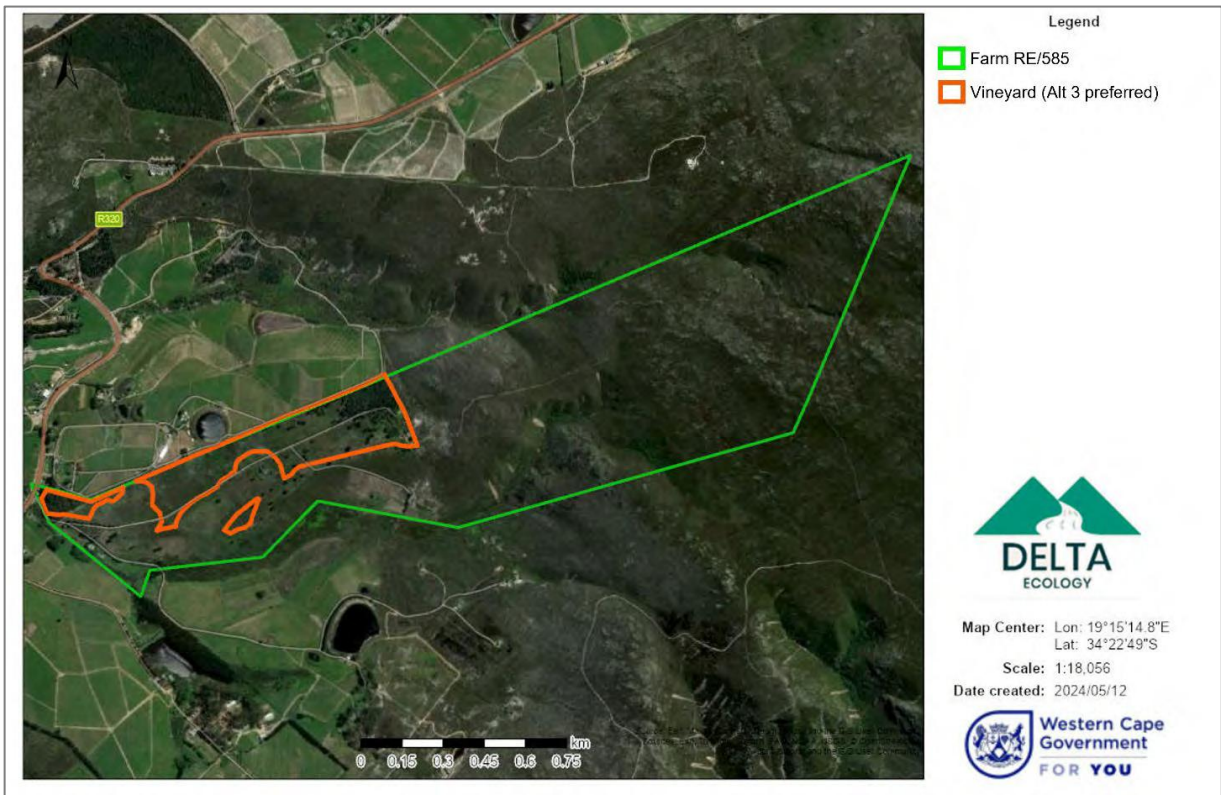 Legend
Farm RE/585
Vineyard (Alt 3 preferred)
R320
km
0 0.15 0.3 0.45 0.6 0.75
DELTA
ECOLOGY
Map Center: Lon: 19°15'14.8"E
Lat: 34°22'49"S
Scale: 1:18,056
Date created: 2024/05/12
Western Cape
Government
FOR YOU